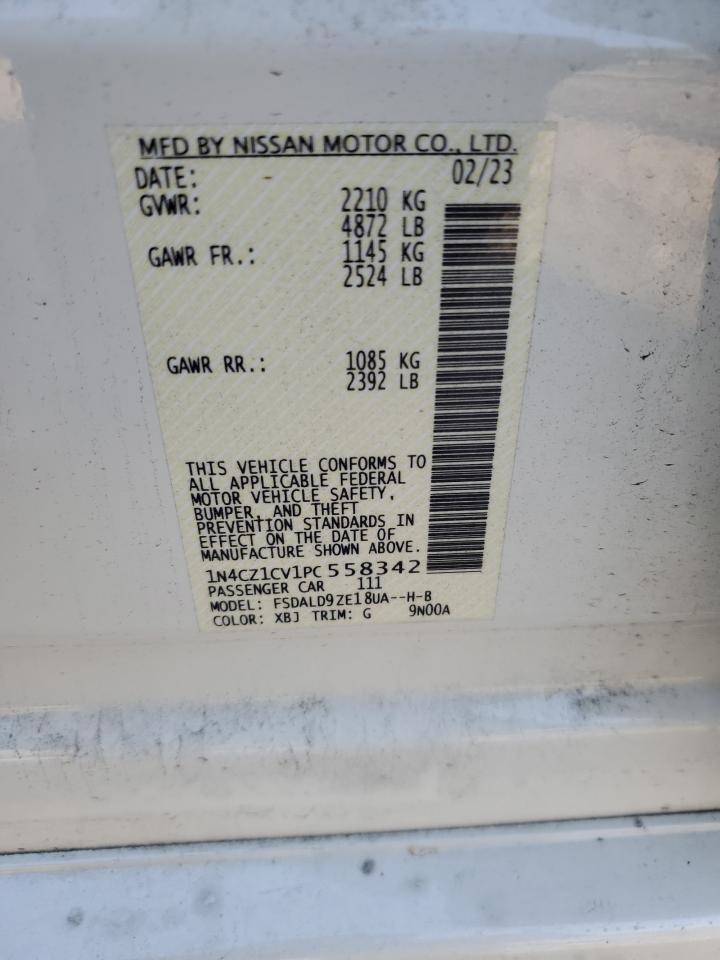 MFD BY NISSAN MOTOR CO., LTD.
DATE: 02/23
GVWR: 2210 KG
4872 LB
GAWR FR.: 1145 KG
2524 LB
GAWR RR.: 1085 KG
2392 LB
THIS VEHICLE CONFORMS TO
ALL APPLICABLE FEDERAL
MOTOR VEHICLE SAFETY,
BUMPER, AND THEFT
PREVENTION STANDARDS IN
EFFECT ON THE DATE OF
MANUFACTURE SHOWN ABOVE.
1N4CZ1CV1PC558342
PASSENGER CAR 111
MODEL: FSDALD9ZE18UA--H-B
COLOR: XBJ TRIM: G 9N00A